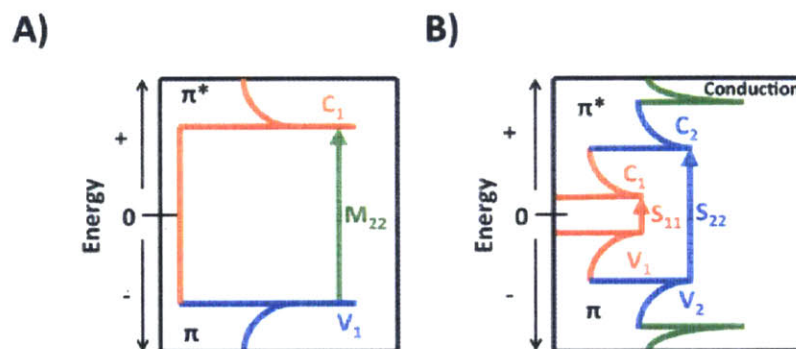 A)
π*
C1
+
Energy
0
M22
-
π
V1
B)
Conduction
π*
C2
+
C1
Energy
0
S11
S22
V1
-
π
V2